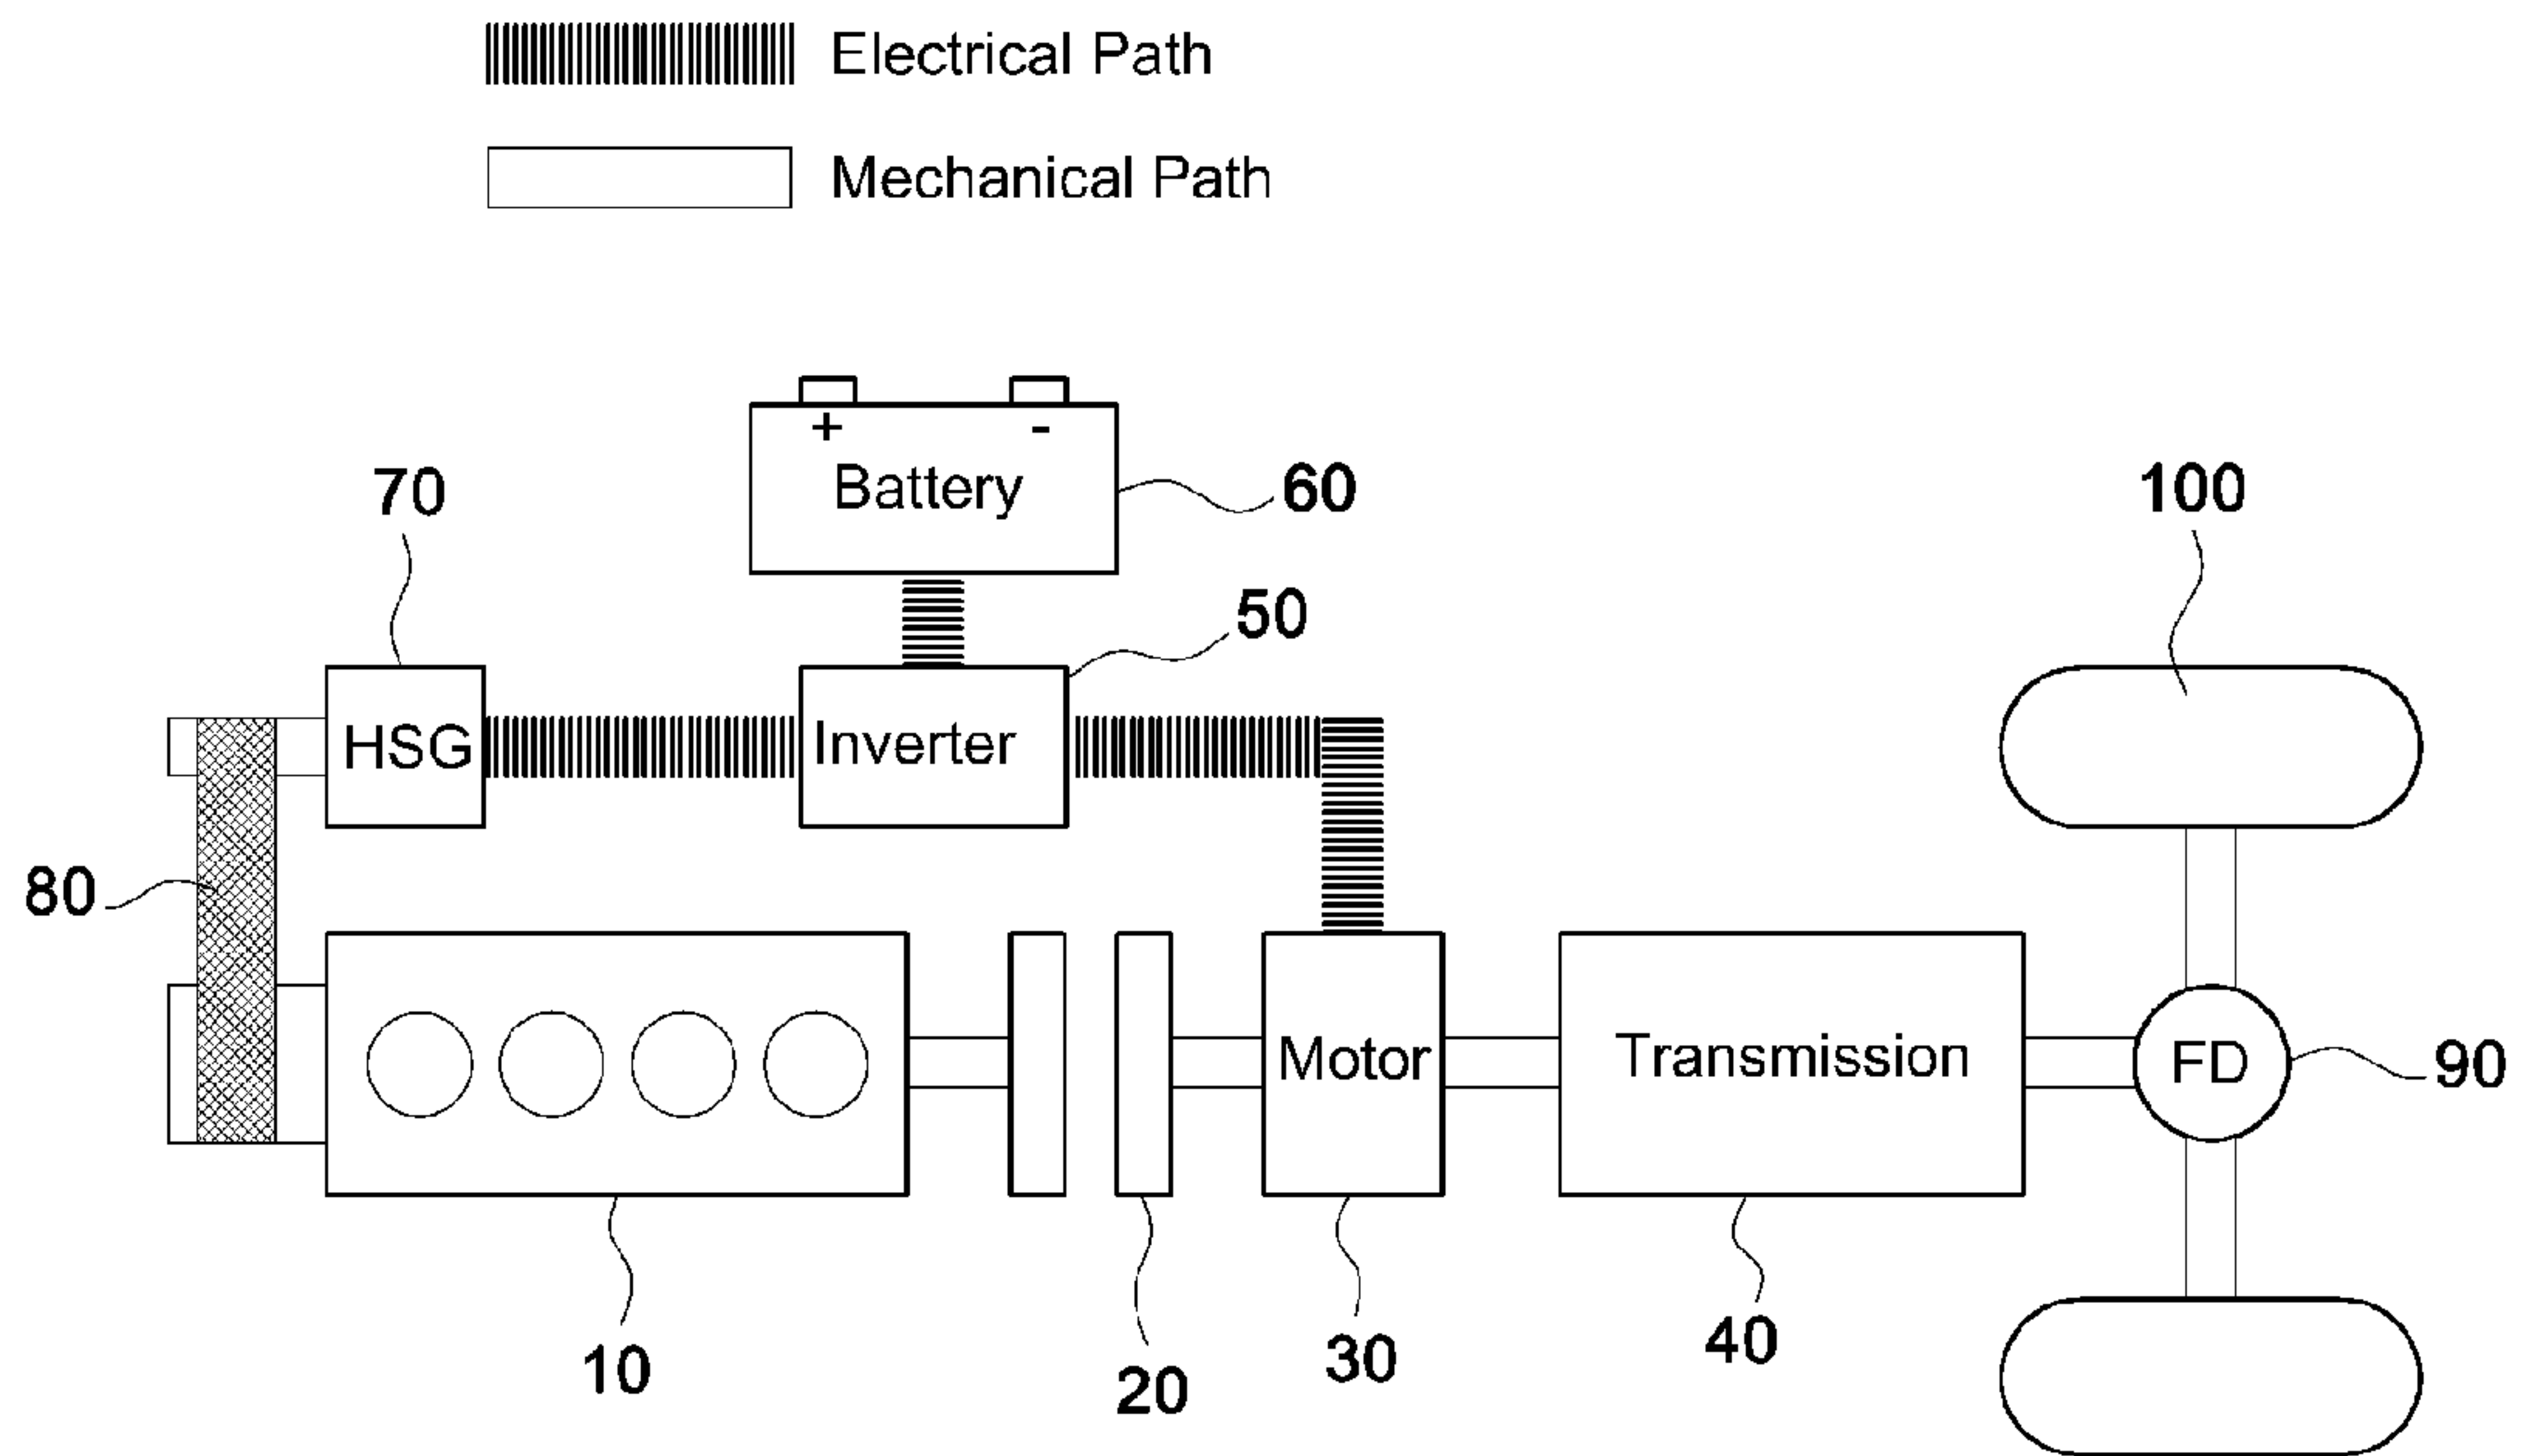 Electrical Path
Mechanical Path
+ -
Battery
60
70
100
50
HSG
Inverter
80
Motor
Transmission
FD
90
10
20
30
40